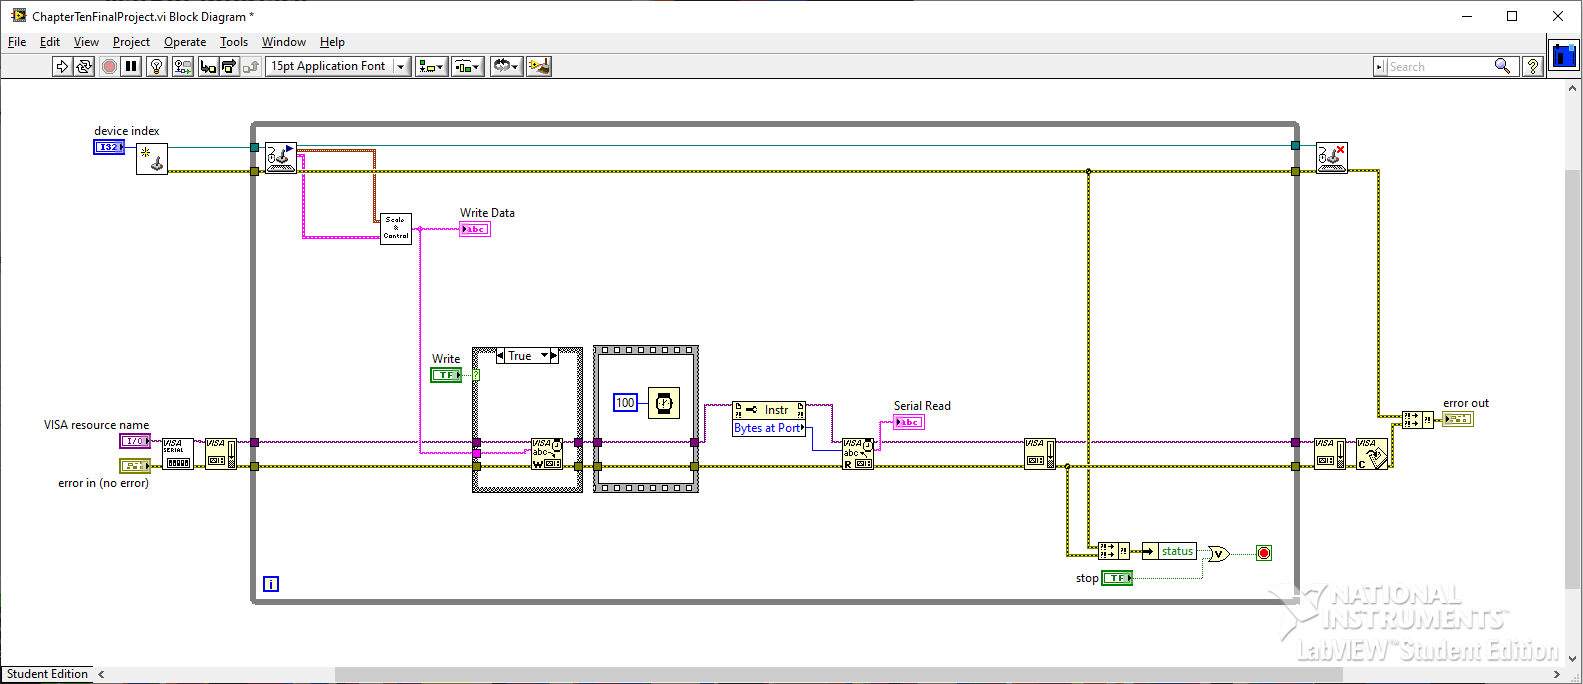 ChapterTenFinalProject.vi Block Diagram *
File Edit View Project Operate Tools Window Help
15pt Application Font
Search
?
device index
I32
Scale
&
Control
Write Data
abc
Write
TF
?
True
100
Instr
Bytes at Port
Serial Read
abc
VISA resource name
I/O
VISA
SERIAL
VISA
VISA
abc
W
VISA
abc
R
VISA
VISA
VISA
C
error in (no error)
error out
status
V
stop
TF
i
NATIONAL
INSTRUMENTS™
LabVIEW™ Student Edition
Student Edition